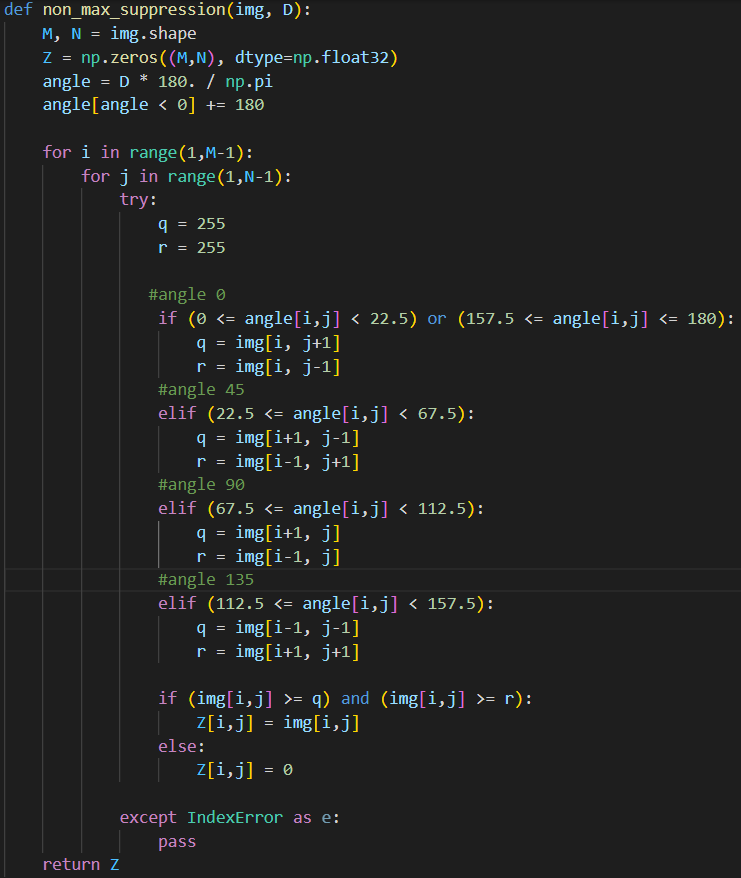 def non_max_suppression(img, D):
    M, N = img.shape
    Z = np.zeros((M,N), dtype=np.float32)
    angle = D * 180. / np.pi
    angle[angle < 0] += 180

    for i in range(1,M-1):
        for j in range(1,N-1):
            try:
                q = 255
                r = 255

               #angle 0
                if (0 <= angle[i,j] < 22.5) or (157.5 <= angle[i,j] <= 180):
                    q = img[i, j+1]
                    r = img[i, j-1]
                #angle 45
                elif (22.5 <= angle[i,j] < 67.5):
                    q = img[i+1, j-1]
                    r = img[i-1, j+1]
                #angle 90
                elif (67.5 <= angle[i,j] < 112.5):
                    q = img[i+1, j]
                    r = img[i-1, j]
                #angle 135
                elif (112.5 <= angle[i,j] < 157.5):
                    q = img[i-1, j-1]
                    r = img[i+1, j+1]

                if (img[i,j] >= q) and (img[i,j] >= r):
                    Z[i,j] = img[i,j]
                else:
                    Z[i,j] = 0

            except IndexError as e:
                pass
    return Z